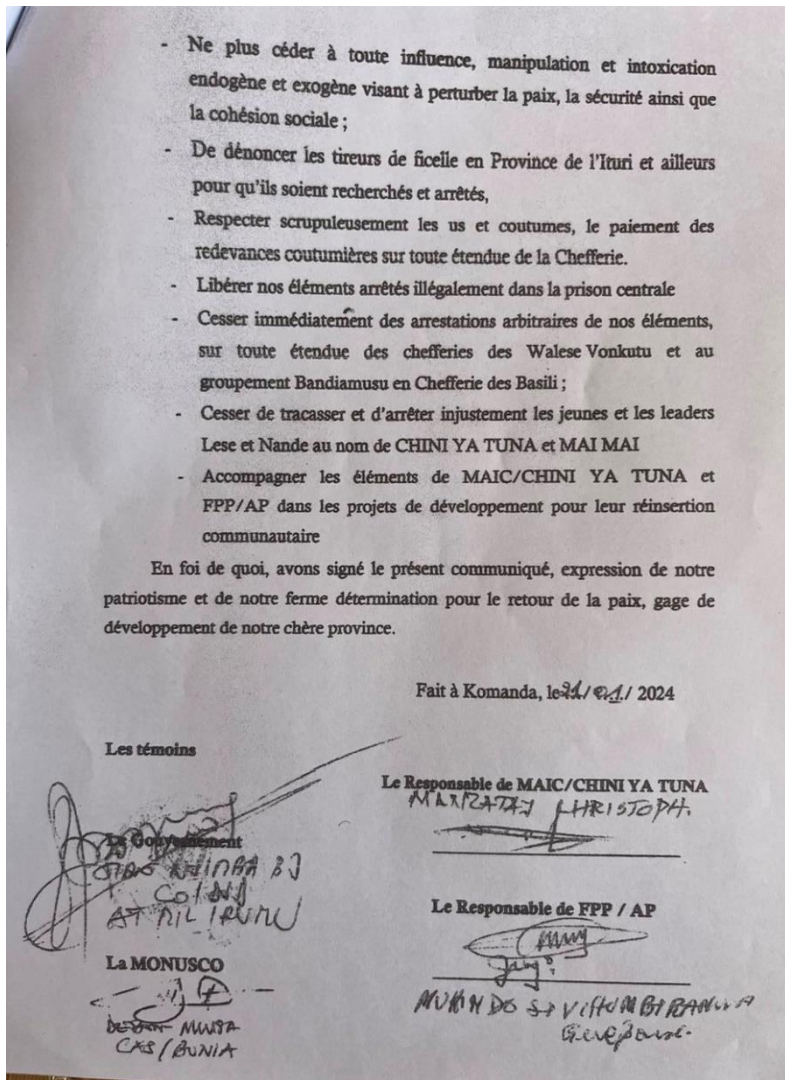 - Ne plus céder à toute influence, manipulation et intoxication
endogène et exogène visant à perturber la paix, la sécurité ainsi que
la cohésion sociale ;
- De dénoncer les tireurs de ficelle en Province de l'Ituri et ailleurs
pour qu'ils soient recherchés et arrêtés,
- Respecter scrupuleusement les us et coutumes, le paiement des
redevances coutumières sur toute étendue de la Chefferie.
- Libérer nos éléments arrêtés illégalement dans la prison centrale
- Cesser immédiatement des arrestations arbitraires de nos éléments,
sur toute étendue des chefferies des Walese Vonkutu et au
groupement Bandiamusu en Chefferie des Basili ;
- Cesser de tracasser et d'arrêter injustement les jeunes et les leaders
Lese et Nande au nom de CHINI YA TUNA et MAI MAI
- Accompagner les éléments de MAIC/CHINI YA TUNA et
FPP/AP dans les projets de développement pour leur réinsertion
communautaire
En foi de quoi, avons signé le présent communiqué, expression de notre
patriotisme et de notre ferme détermination pour le retour de la paix, gage de
développement de notre chère province.
Fait à Komanda, le / / 2024
Les témoins
Le Responsable de MAIC/CHINI YA TUNA
CHRISTOPH.
Le Gouvernement
AT MIL IRUMU
Le Responsable de FPP / AP
La MONUSCO
CAS/BUNIA